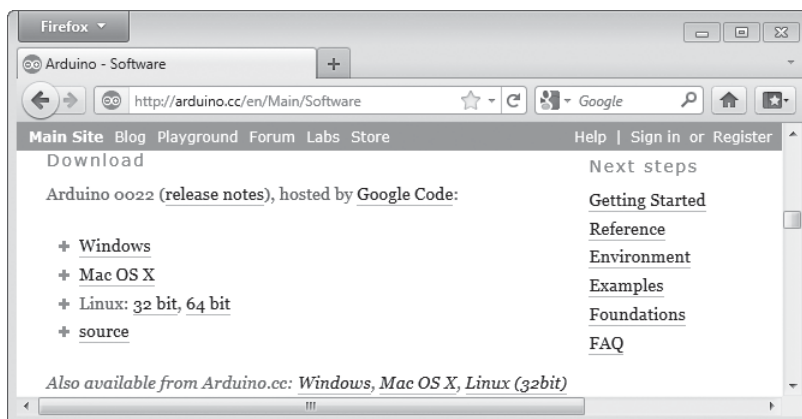 Firefox
Arduino - Software
http://arduino.cc/en/Main/Software
Google
Main Site Blog Playground Forum Labs Store
Help | Sign in or Register
Download
Arduino 0022 (release notes), hosted by Google Code:
Windows
Mac OS X
Linux: 32 bit, 64 bit
source
Also available from Arduino.cc: Windows, Mac OS X, Linux (32bit)
Next steps
Getting Started
Reference
Environment
Examples
Foundations
FAQ